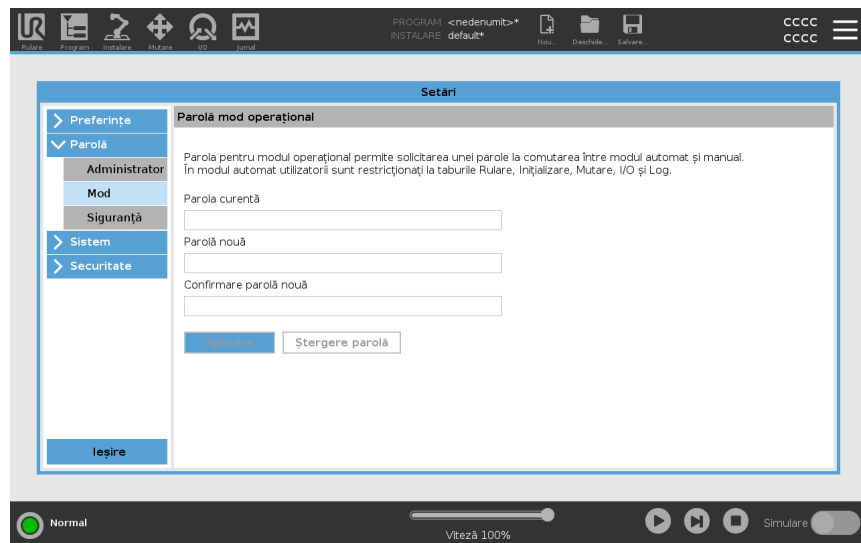 UR
Rulare Program Instalare Mutare I/O Jurnal
PROGRAM <nedenumit>*
INSTALARE default*
Nou... Deschide... Salvare...
CCCC
CCCC
Setări
Preferințe
Parolă
Administrator
Mod
Siguranță
Sistem
Securitate
Ieșire
Parolă mod operațional
Parola pentru modul operațional permite solicitarea unei parole la comutarea între modul automat și manual.
În modul automat utilizatorii sunt restricționați la taburile Rulare, Inițializare, Mutare, I/O și Log.
Parola curentă
Parolă nouă
Confirmare parolă nouă
Aplicare Ștergere parolă
Normal
Viteză 100%
Simulare